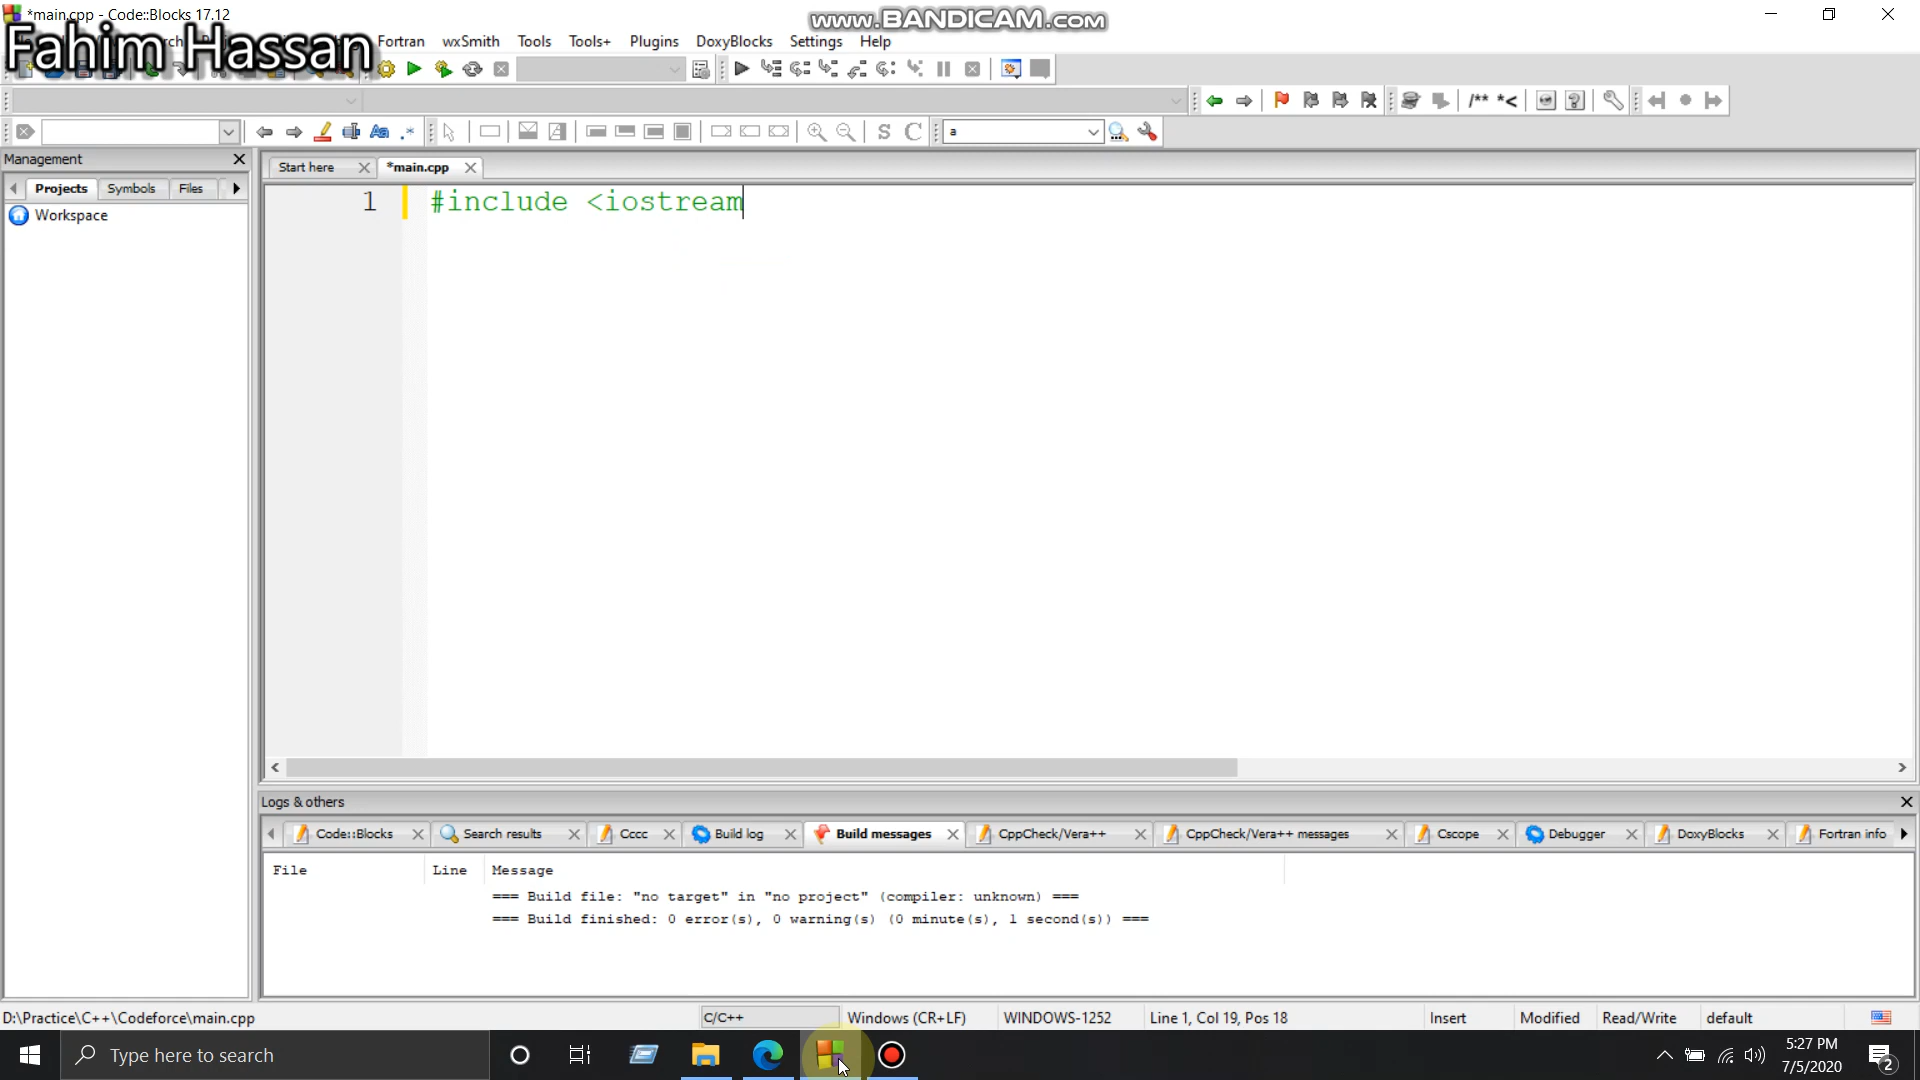 *main.cpp - Code::Blocks 17.12
www.BANDICAM.com
Fahim Hassan
Fortran wxSmith Tools Tools+ Plugins DoxyBlocks Settings Help
/** *<
S C a
Management
Start here *main.cpp
Projects Symbols Files
Workspace
1 #include <iostream
Logs & others
Code::Blocks Search results Cccc Build log Build messages CppCheck/Vera++ CppCheck/Vera++ messages Cscope Debugger DoxyBlocks Fortran info
File Line Message
=== Build file: "no target" in "no project" (compiler: unknown) ===
=== Build finished: 0 error(s), 0 warning(s) (0 minute(s), 1 second(s)) ===
D:\Practice\C++\Codeforce\main.cpp C/C++ Windows (CR+LF) WINDOWS-1252 Line 1, Col 19, Pos 18 Insert Modified Read/Write default
Type here to search
5:27 PM
7/5/2020
2